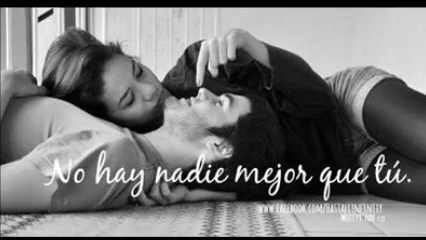 No hay nadie mejor que tú.
www.facebook.com/hastaelinfinity